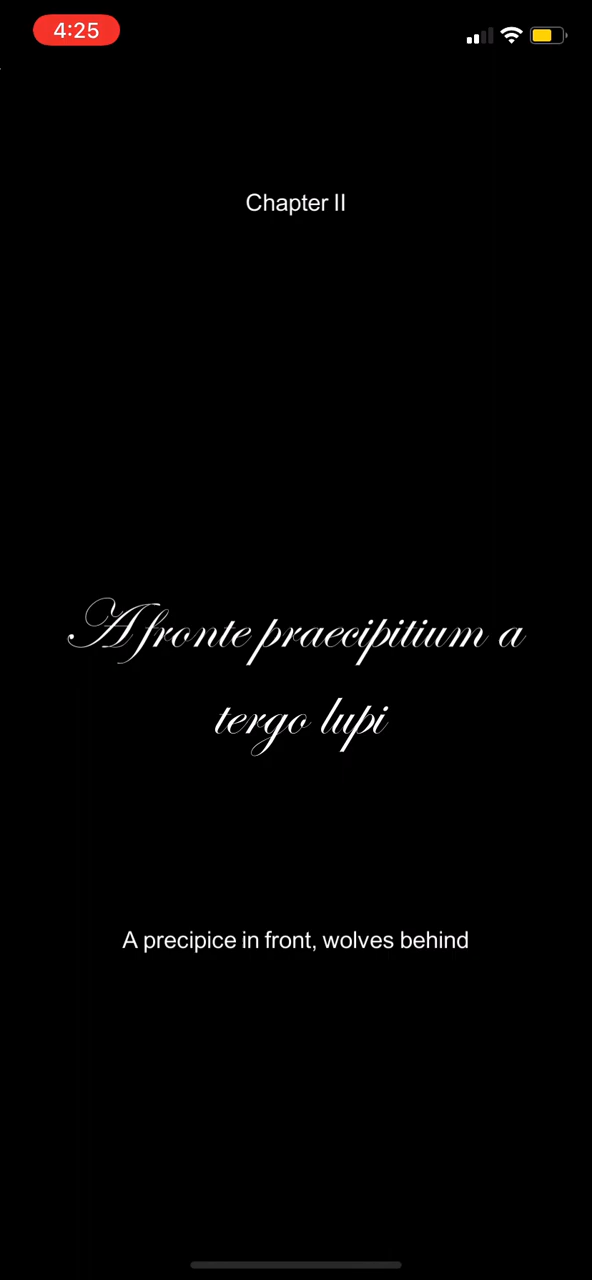 4:25
Chapter II
A fronte praecipitium a
tergo lupi
A precipice in front, wolves behind